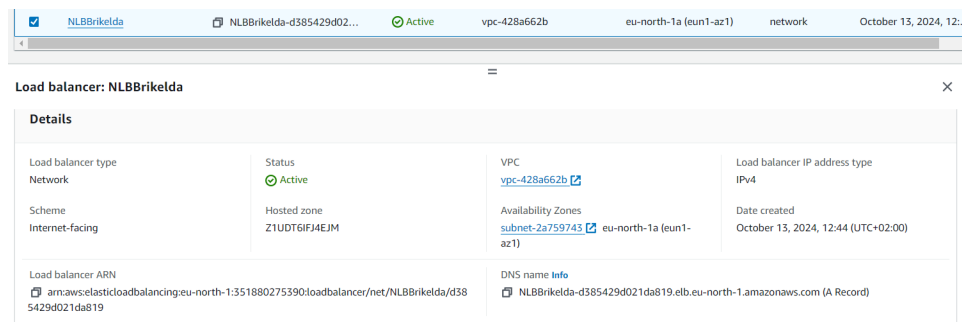 NLBBrikelda NLBBrikelda-d385429d02... Active vpc-428a662b eu-north-1a (eun1-az1) network October 13, 2024, 12:...
Load balancer: NLBBrikelda
Details
Load balancer type Status VPC Load balancer IP address type
Network Active vpc-428a662b IPv4
Scheme Hosted zone Availability Zones Date created
Internet-facing Z1UDT6IFJ4EJM subnet-2a759743 eu-north-1a (eun1- October 13, 2024, 12:44 (UTC+02:00)
az1)
Load balancer ARN DNS name Info
arn:aws:elasticloadbalancing:eu-north-1:351880275390:loadbalancer/net/NLBBrikelda/d38 NLBBrikelda-d385429d021da819.elb.eu-north-1.amazonaws.com (A Record)
5429d021da819